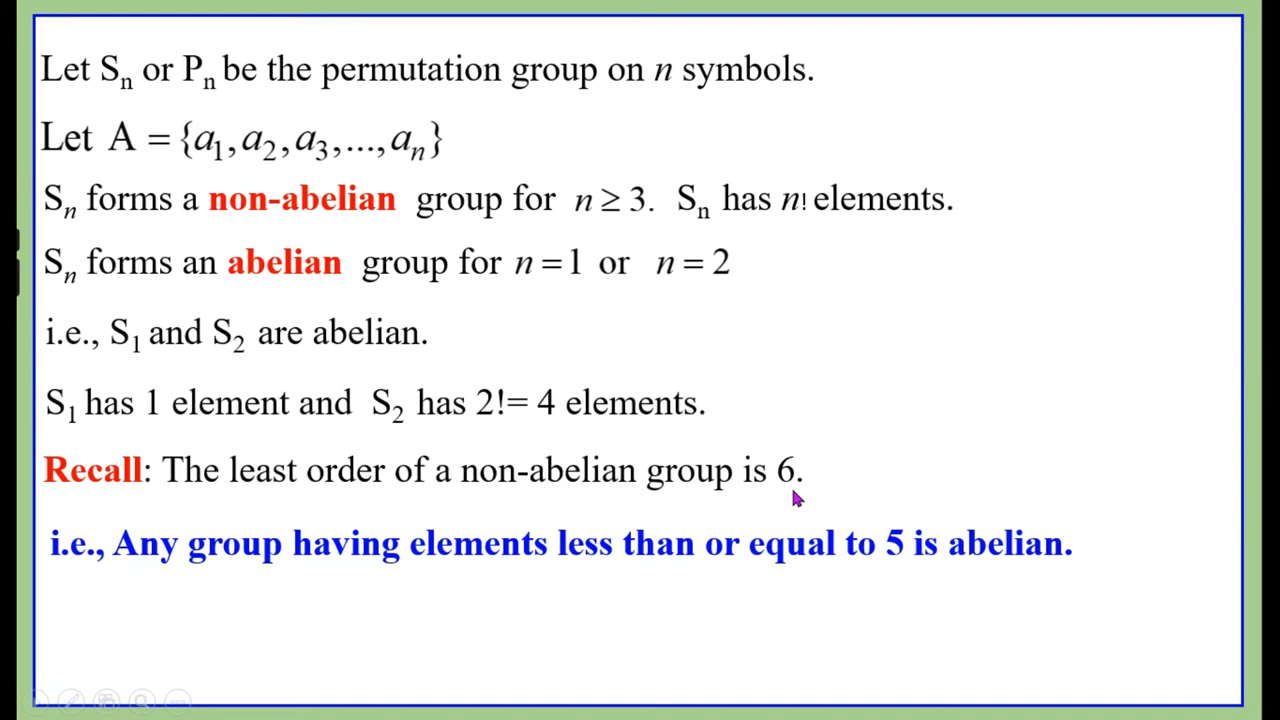 Let Sₙ or Pₙ be the permutation group on n symbols.
Let A = {a₁, a₂, a₃, ..., aₙ}
Sₙ forms a non-abelian group for n ≥ 3. Sₙ has n! elements.
Sₙ forms an abelian group for n = 1 or n = 2
i.e., S₁ and S₂ are abelian.
S₁ has 1 element and S₂ has 2!= 4 elements.
Recall: The least order of a non-abelian group is 6.
i.e., Any group having elements less than or equal to 5 is abelian.